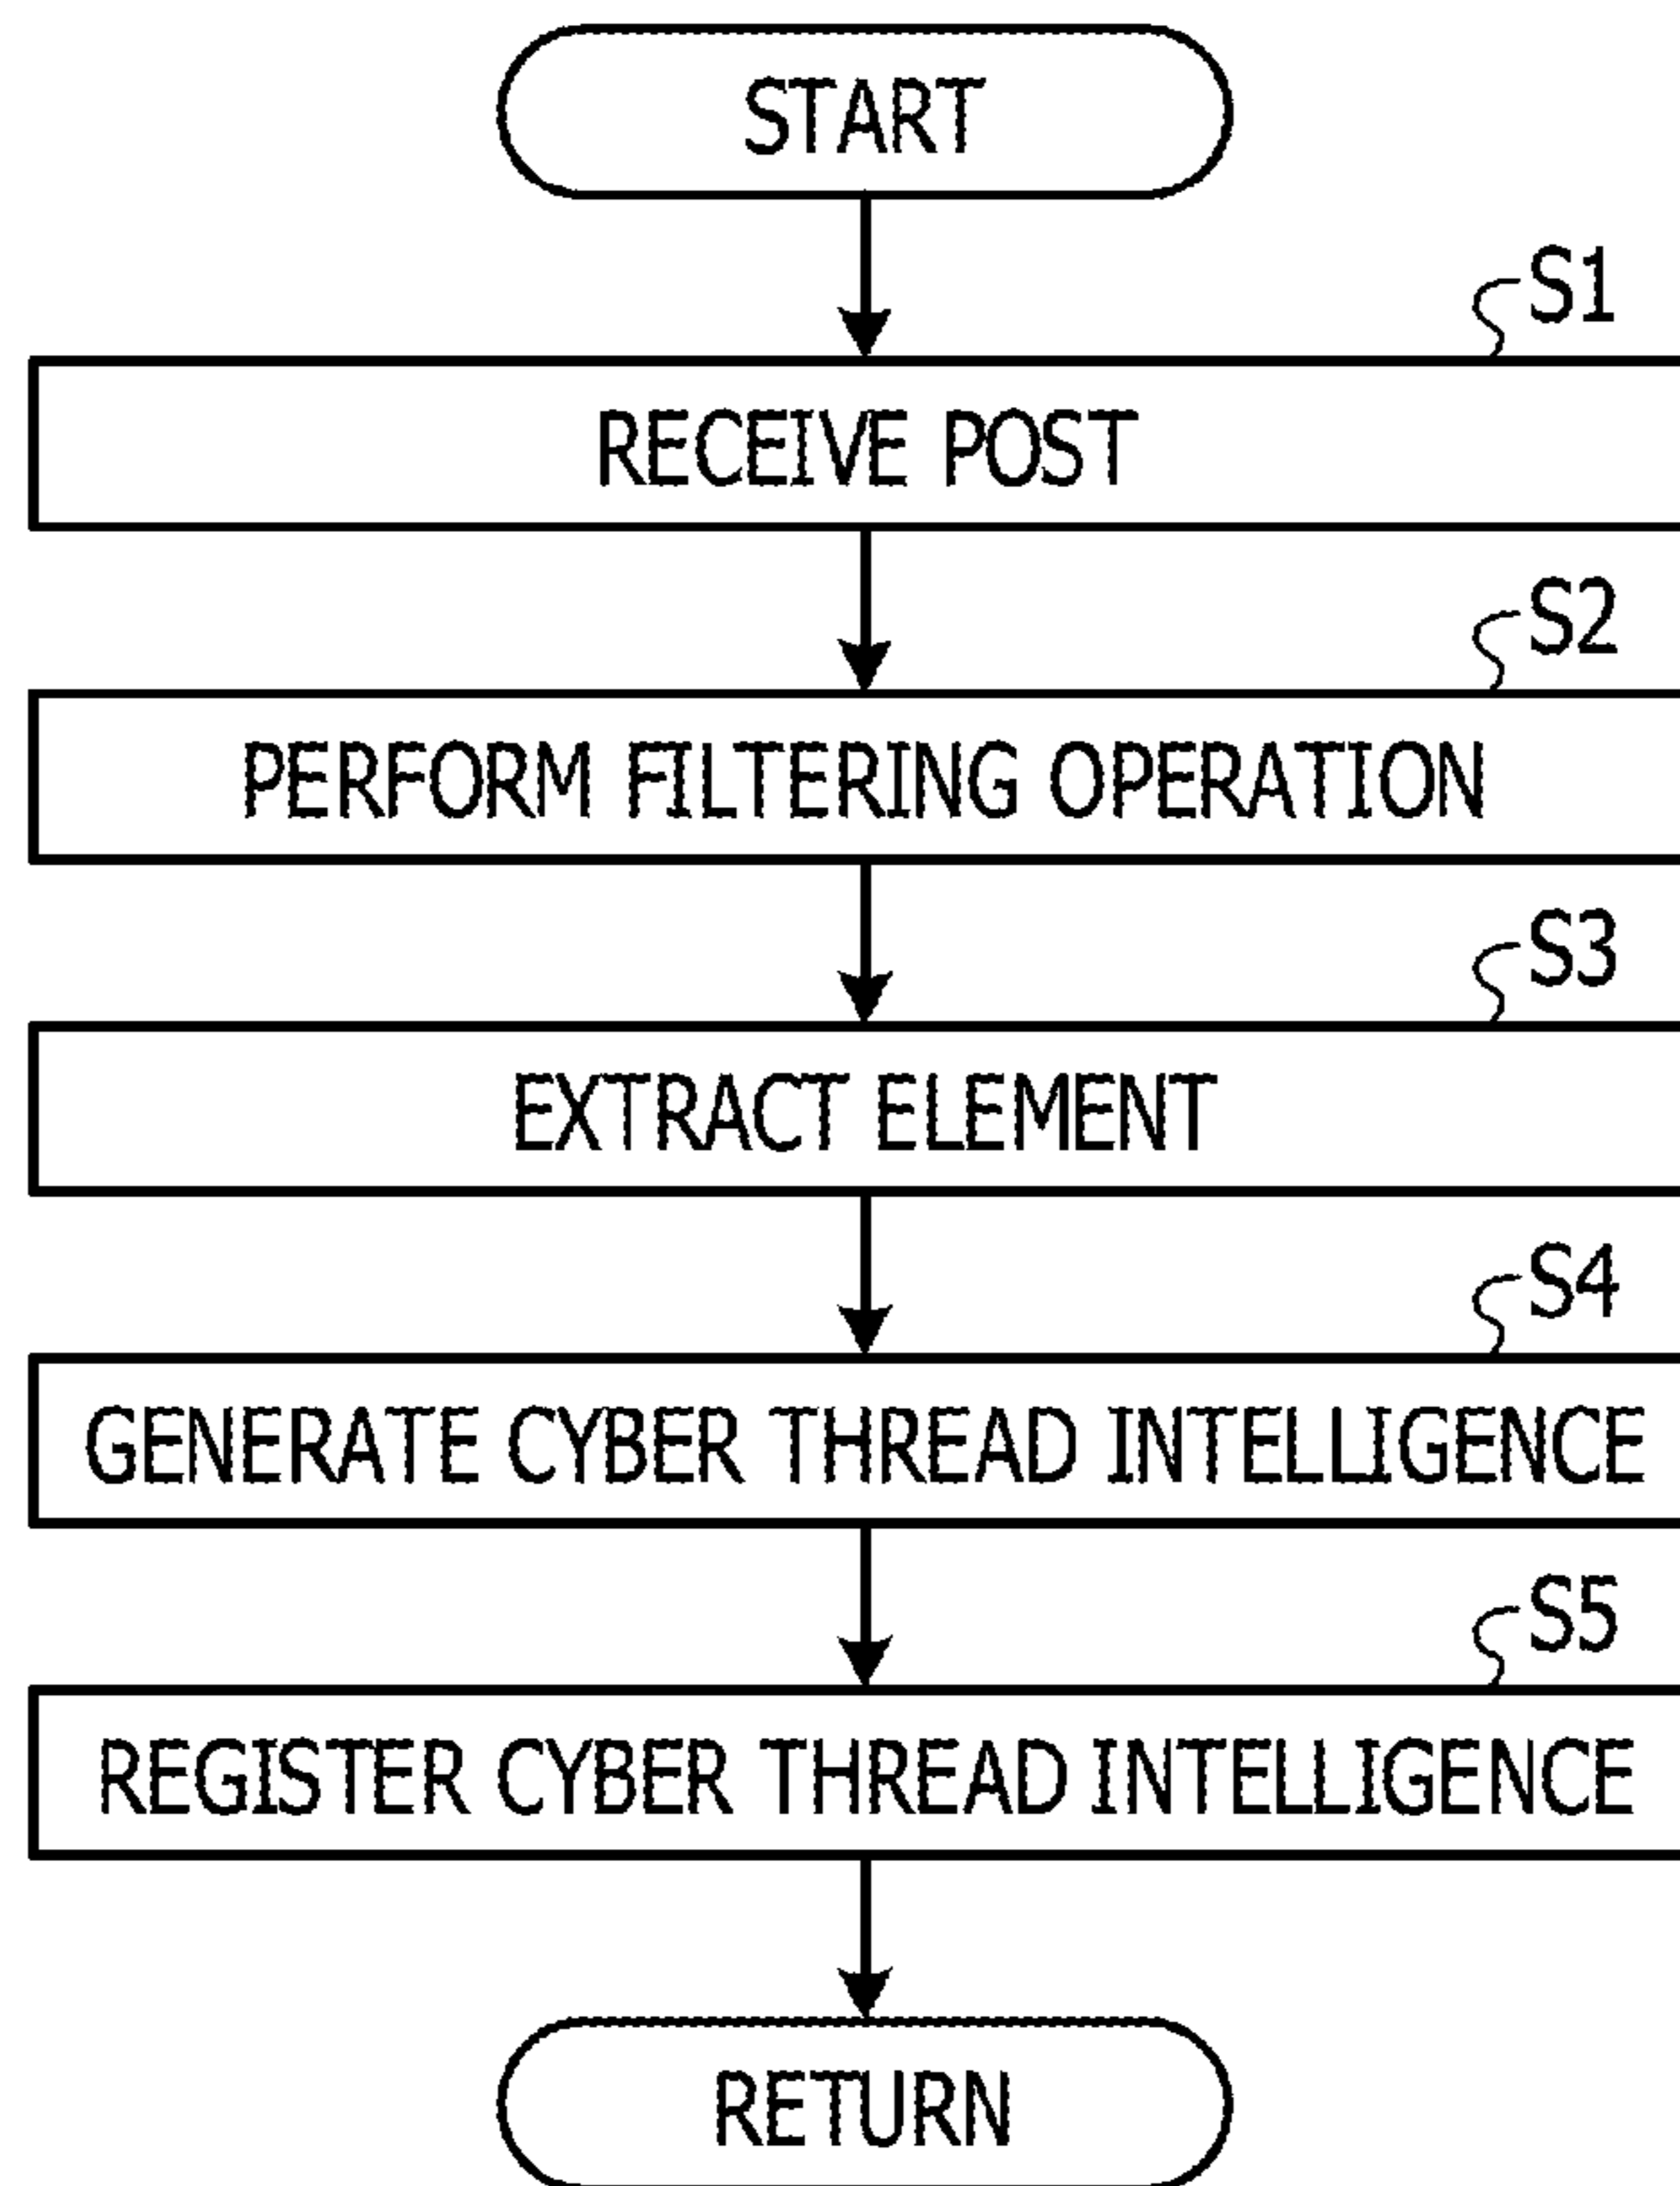 START
S1
RECEIVE POST
S2
PERFORM FILTERING OPERATION
S3
EXTRACT ELEMENT
S4
GENERATE CYBER THREAD INTELLIGENCE
S5
REGISTER CYBER THREAD INTELLIGENCE
RETURN